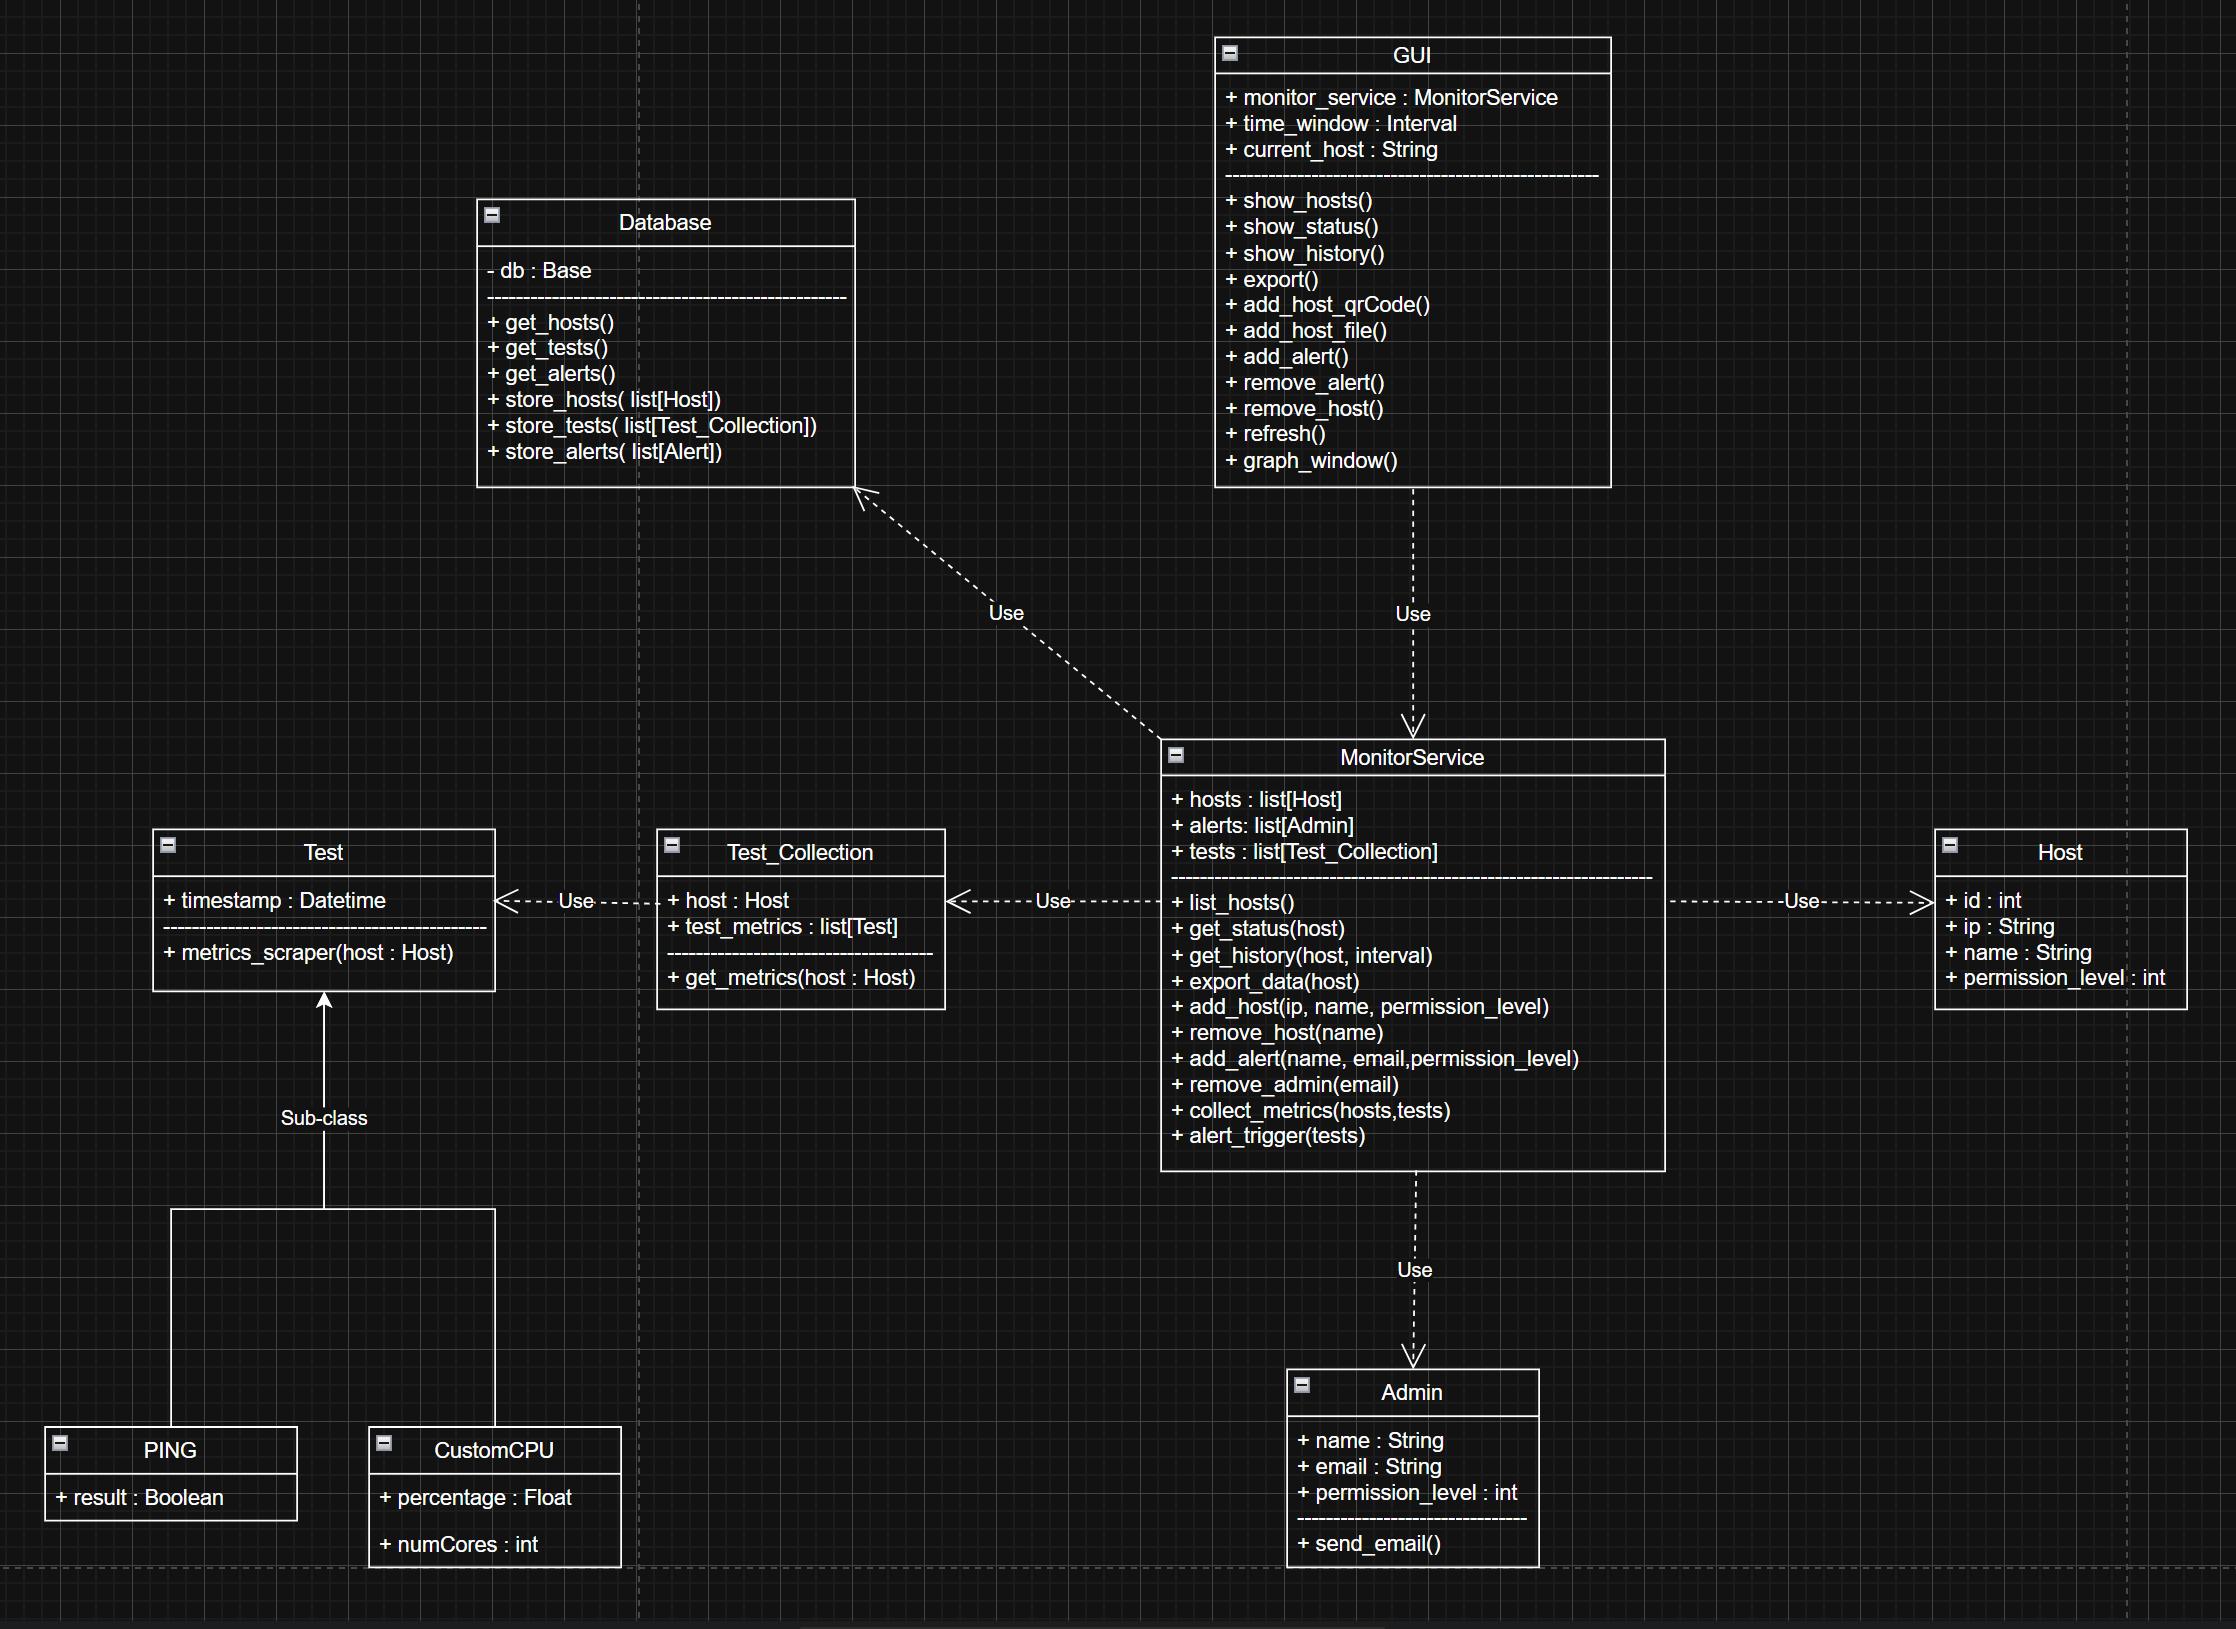 GUI
+ monitor_service : MonitorService
+ time_window : Interval
+ current_host : String
+ show_hosts()
+ show_status()
+ show_history()
+ export()
+ add_host_qrCode()
+ add_host_file()
+ add_alert()
+ remove_alert()
+ remove_host()
+ refresh()
+ graph_window()
Database
- db : Base
+ get_hosts()
+ get_tests()
+ get_alerts()
+ store_hosts( list[Host])
+ store_tests( list[Test_Collection])
+ store_alerts( list[Alert])
Use
Use
MonitorService
+ hosts : list[Host]
+ alerts: list[Admin]
+ tests : list[Test_Collection]
+ list_hosts()
+ get_status(host)
+ get_history(host, interval)
+ export_data(host)
+ add_host(ip, name, permission_level)
+ remove_host(name)
+ add_alert(name, email,permission_level)
+ remove_admin(email)
+ collect_metrics(hosts,tests)
+ alert_trigger(tests)
Test
+ timestamp : Datetime
+ metrics_scraper(host : Host)
Use
Test_Collection
+ host : Host
+ test_metrics : list[Test]
+ get_metrics(host : Host)
Use
Use
Host
+ id : int
+ ip : String
+ name : String
+ permission_level : int
Sub-class
Use
PING
+ result : Boolean
CustomCPU
+ percentage : Float
+ numCores : int
Admin
+ name : String
+ email : String
+ permission_level : int
+ send_email()